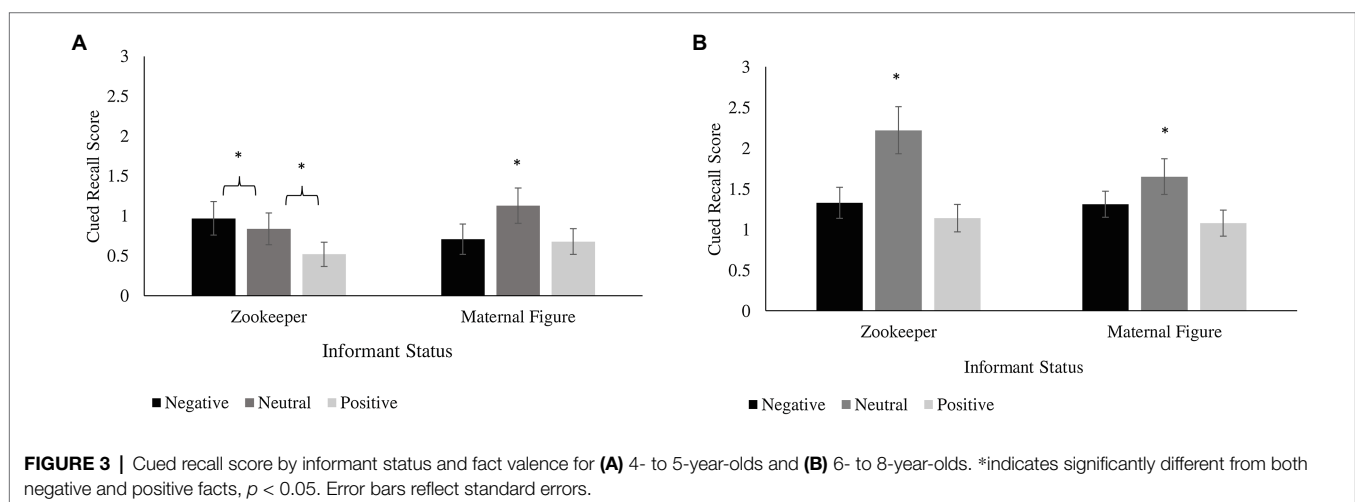 A
3
2.5
2
1.5
1
0.5
0
Cued Recall Score
*
*
*
Zookeeper
Maternal Figure
Informant Status
Negative Neutral Positive
B
3
2.5
2
1.5
1
0.5
0
Cued Recall Score
*
*
Zookeeper
Maternal Figure
Informant Status
Negative Neutral Positive
FIGURE 3 | Cued recall score by informant status and fact valence for (A) 4- to 5-year-olds and (B) 6- to 8-year-olds. *indicates significantly different from both
negative and positive facts, p < 0.05. Error bars reflect standard errors.